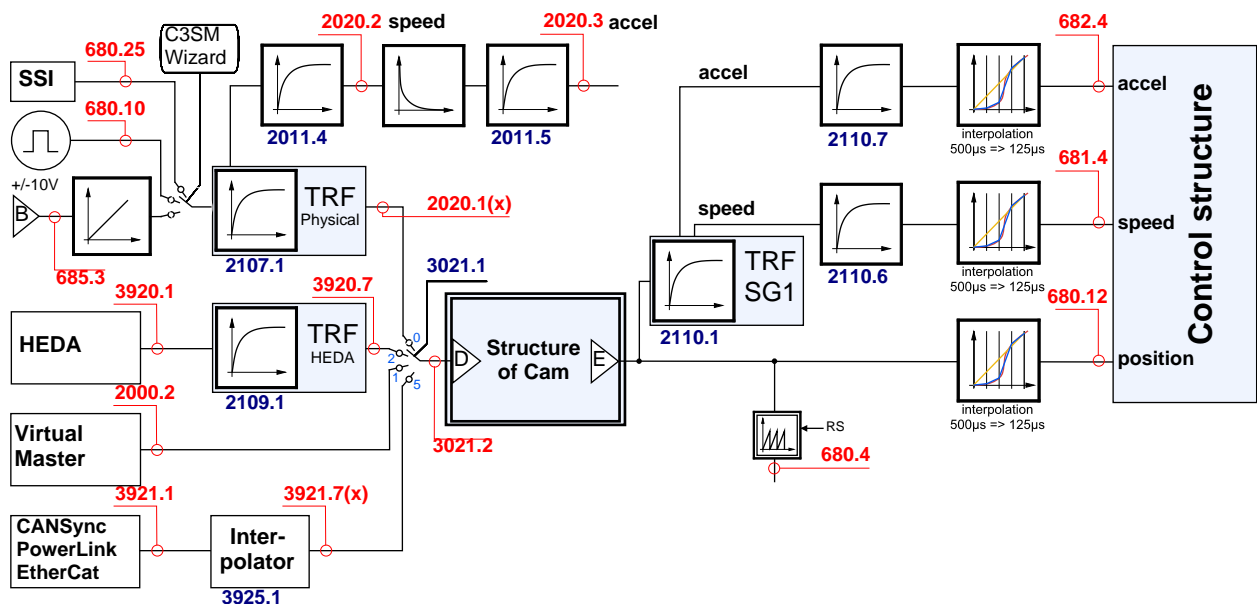 2020.2 speed
2020.3 accel
682.4
C3SM
Wizard
680.25
SSI
680.10
accel
accel
2011.4
2011.5
2110.7
interpolation
500µs => 125µs
+/-10V
B
TRF
Physical
2020.1(x)
681.4
speed
speed
Control structure
685.3
2107.1
3021.1
TRF
SG1
2110.6
interpolation
500µs => 125µs
3920.1
3920.7
680.12
HEDA
TRF
HEDA
0
2
1
5
D
Structure
of Cam
E
2110.1
position
2000.2
2109.1
interpolation
500µs => 125µs
Virtual
Master
3021.2
RS
680.4
3921.1
3921.7(x)
CANSync
PowerLink
EtherCat
Inter-
polator
3925.1